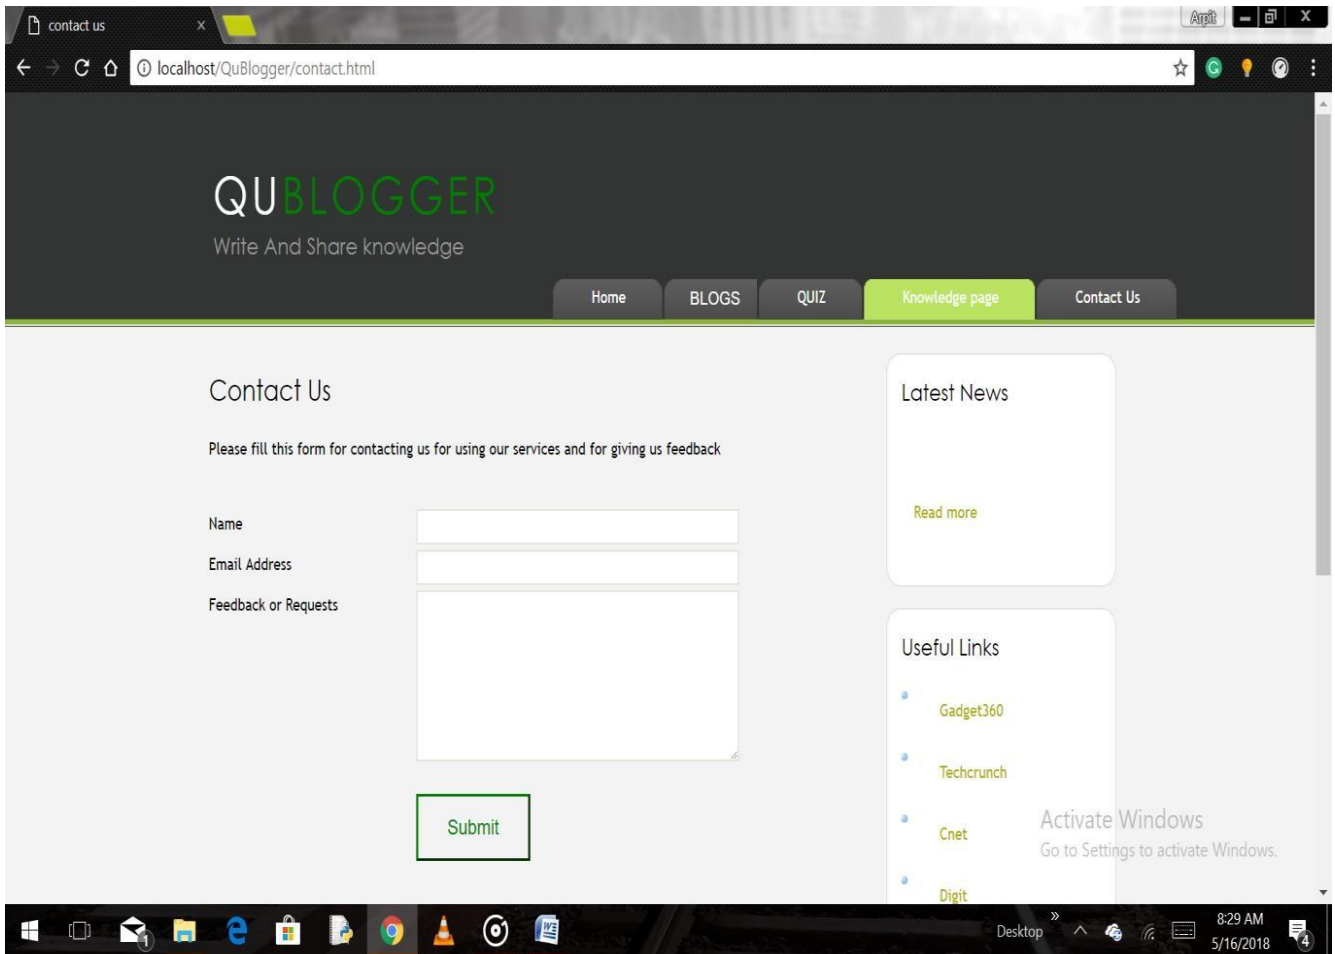 contact us
Arpit
localhost/QuBlogger/contact.html
QUBLOGGER
Write And Share knowledge
Home BLOGS QUIZ Knowledge page Contact Us
Contact Us
Please fill this form for contacting us for using our services and for giving us feedback
Name
Email Address
Feedback or Requests
Submit
Latest News
Read more
Useful Links
Gadget360
Techcrunch
Cnet
Digit
Activate Windows
Go to Settings to activate Windows.
1
Desktop
8:29 AM
5/16/2018
4